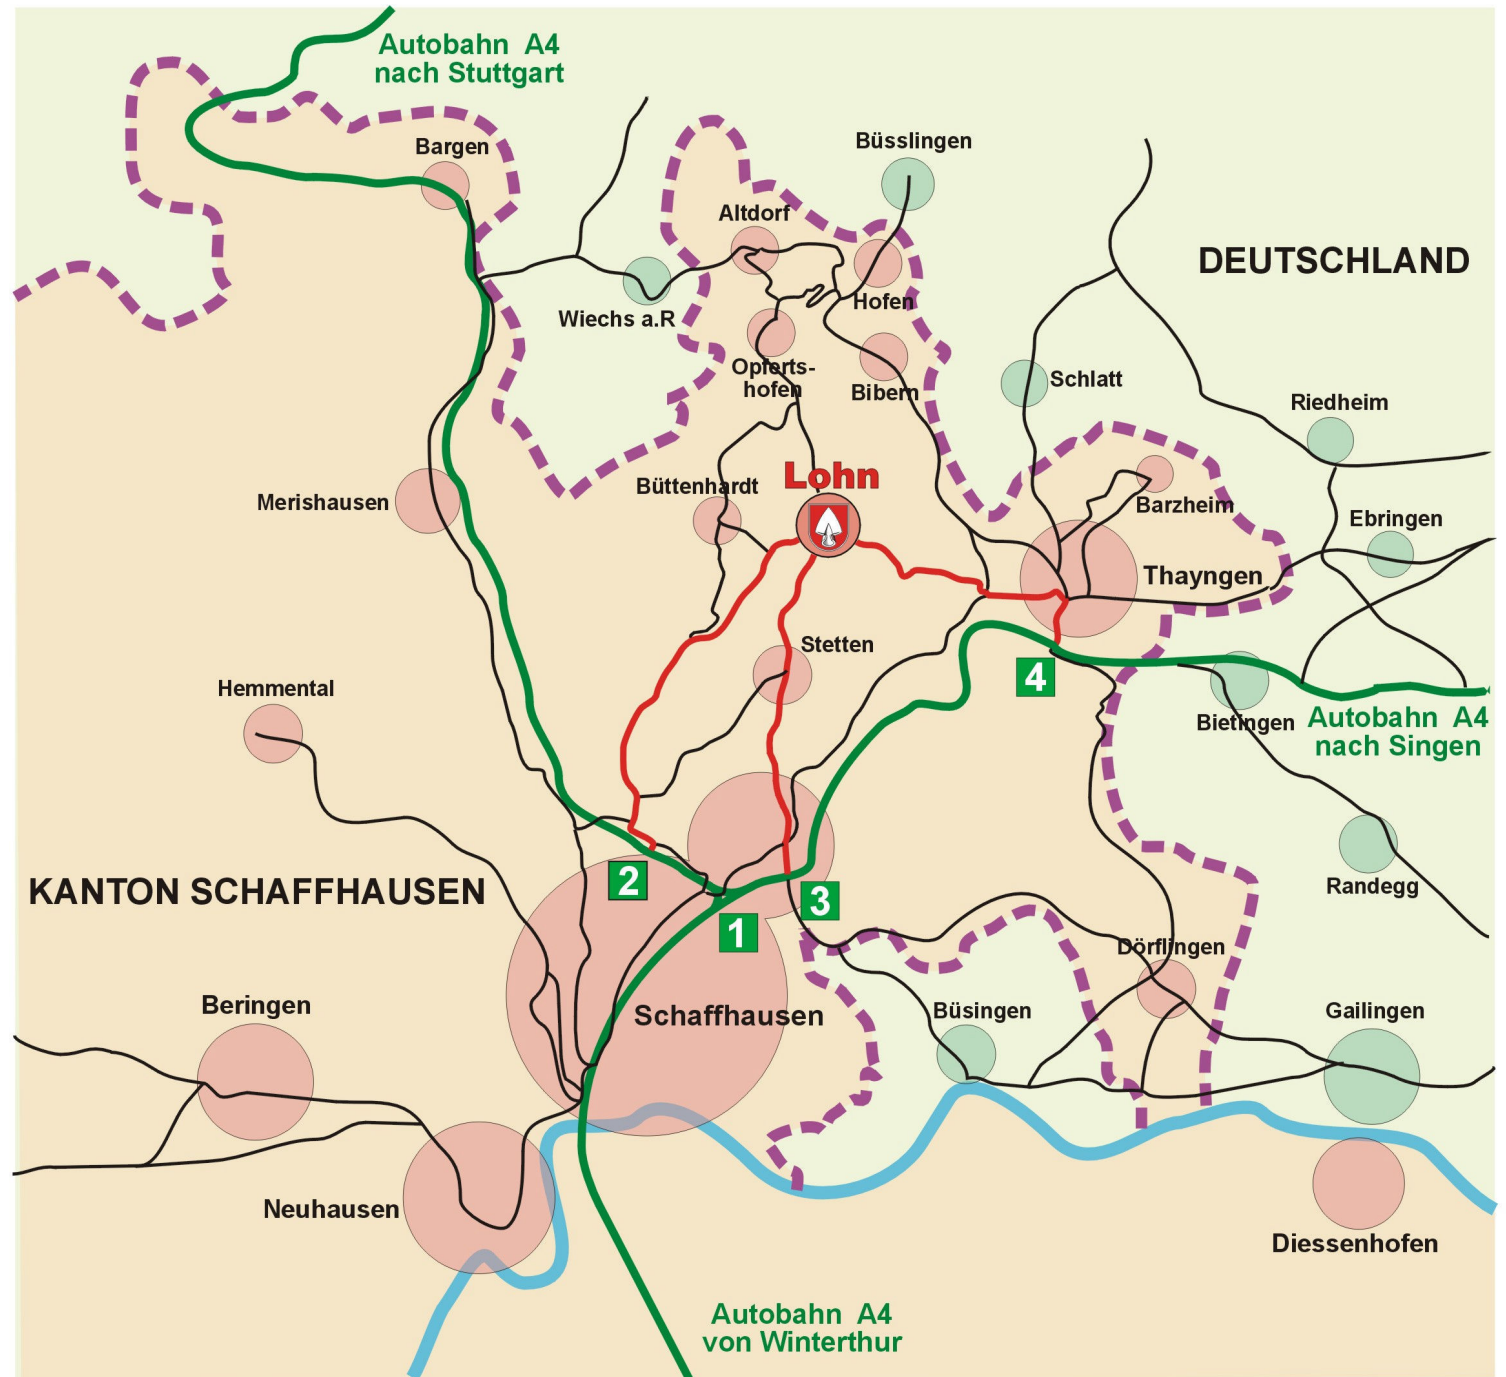 Autobahn A4
nach Stuttgart
Bargen
Büsslingen
Altdorf
DEUTSCHLAND
Hofen
Wiechs a.R
Opferts-
hofen
Bibern
Schlatt
Riedheim
Lohn
Büttenhardt
Merishausen
Barzheim
Ebringen
Thayngen
Stetten
4
Hemmental
Bietingen
Autobahn A4
nach Singen
2
KANTON SCHAFFHAUSEN
3
Randegg
1
Dörflingen
Beringen
Schaffhausen
Büsingen
Gailingen
Neuhausen
Diessenhofen
Autobahn A4
von Winterthur